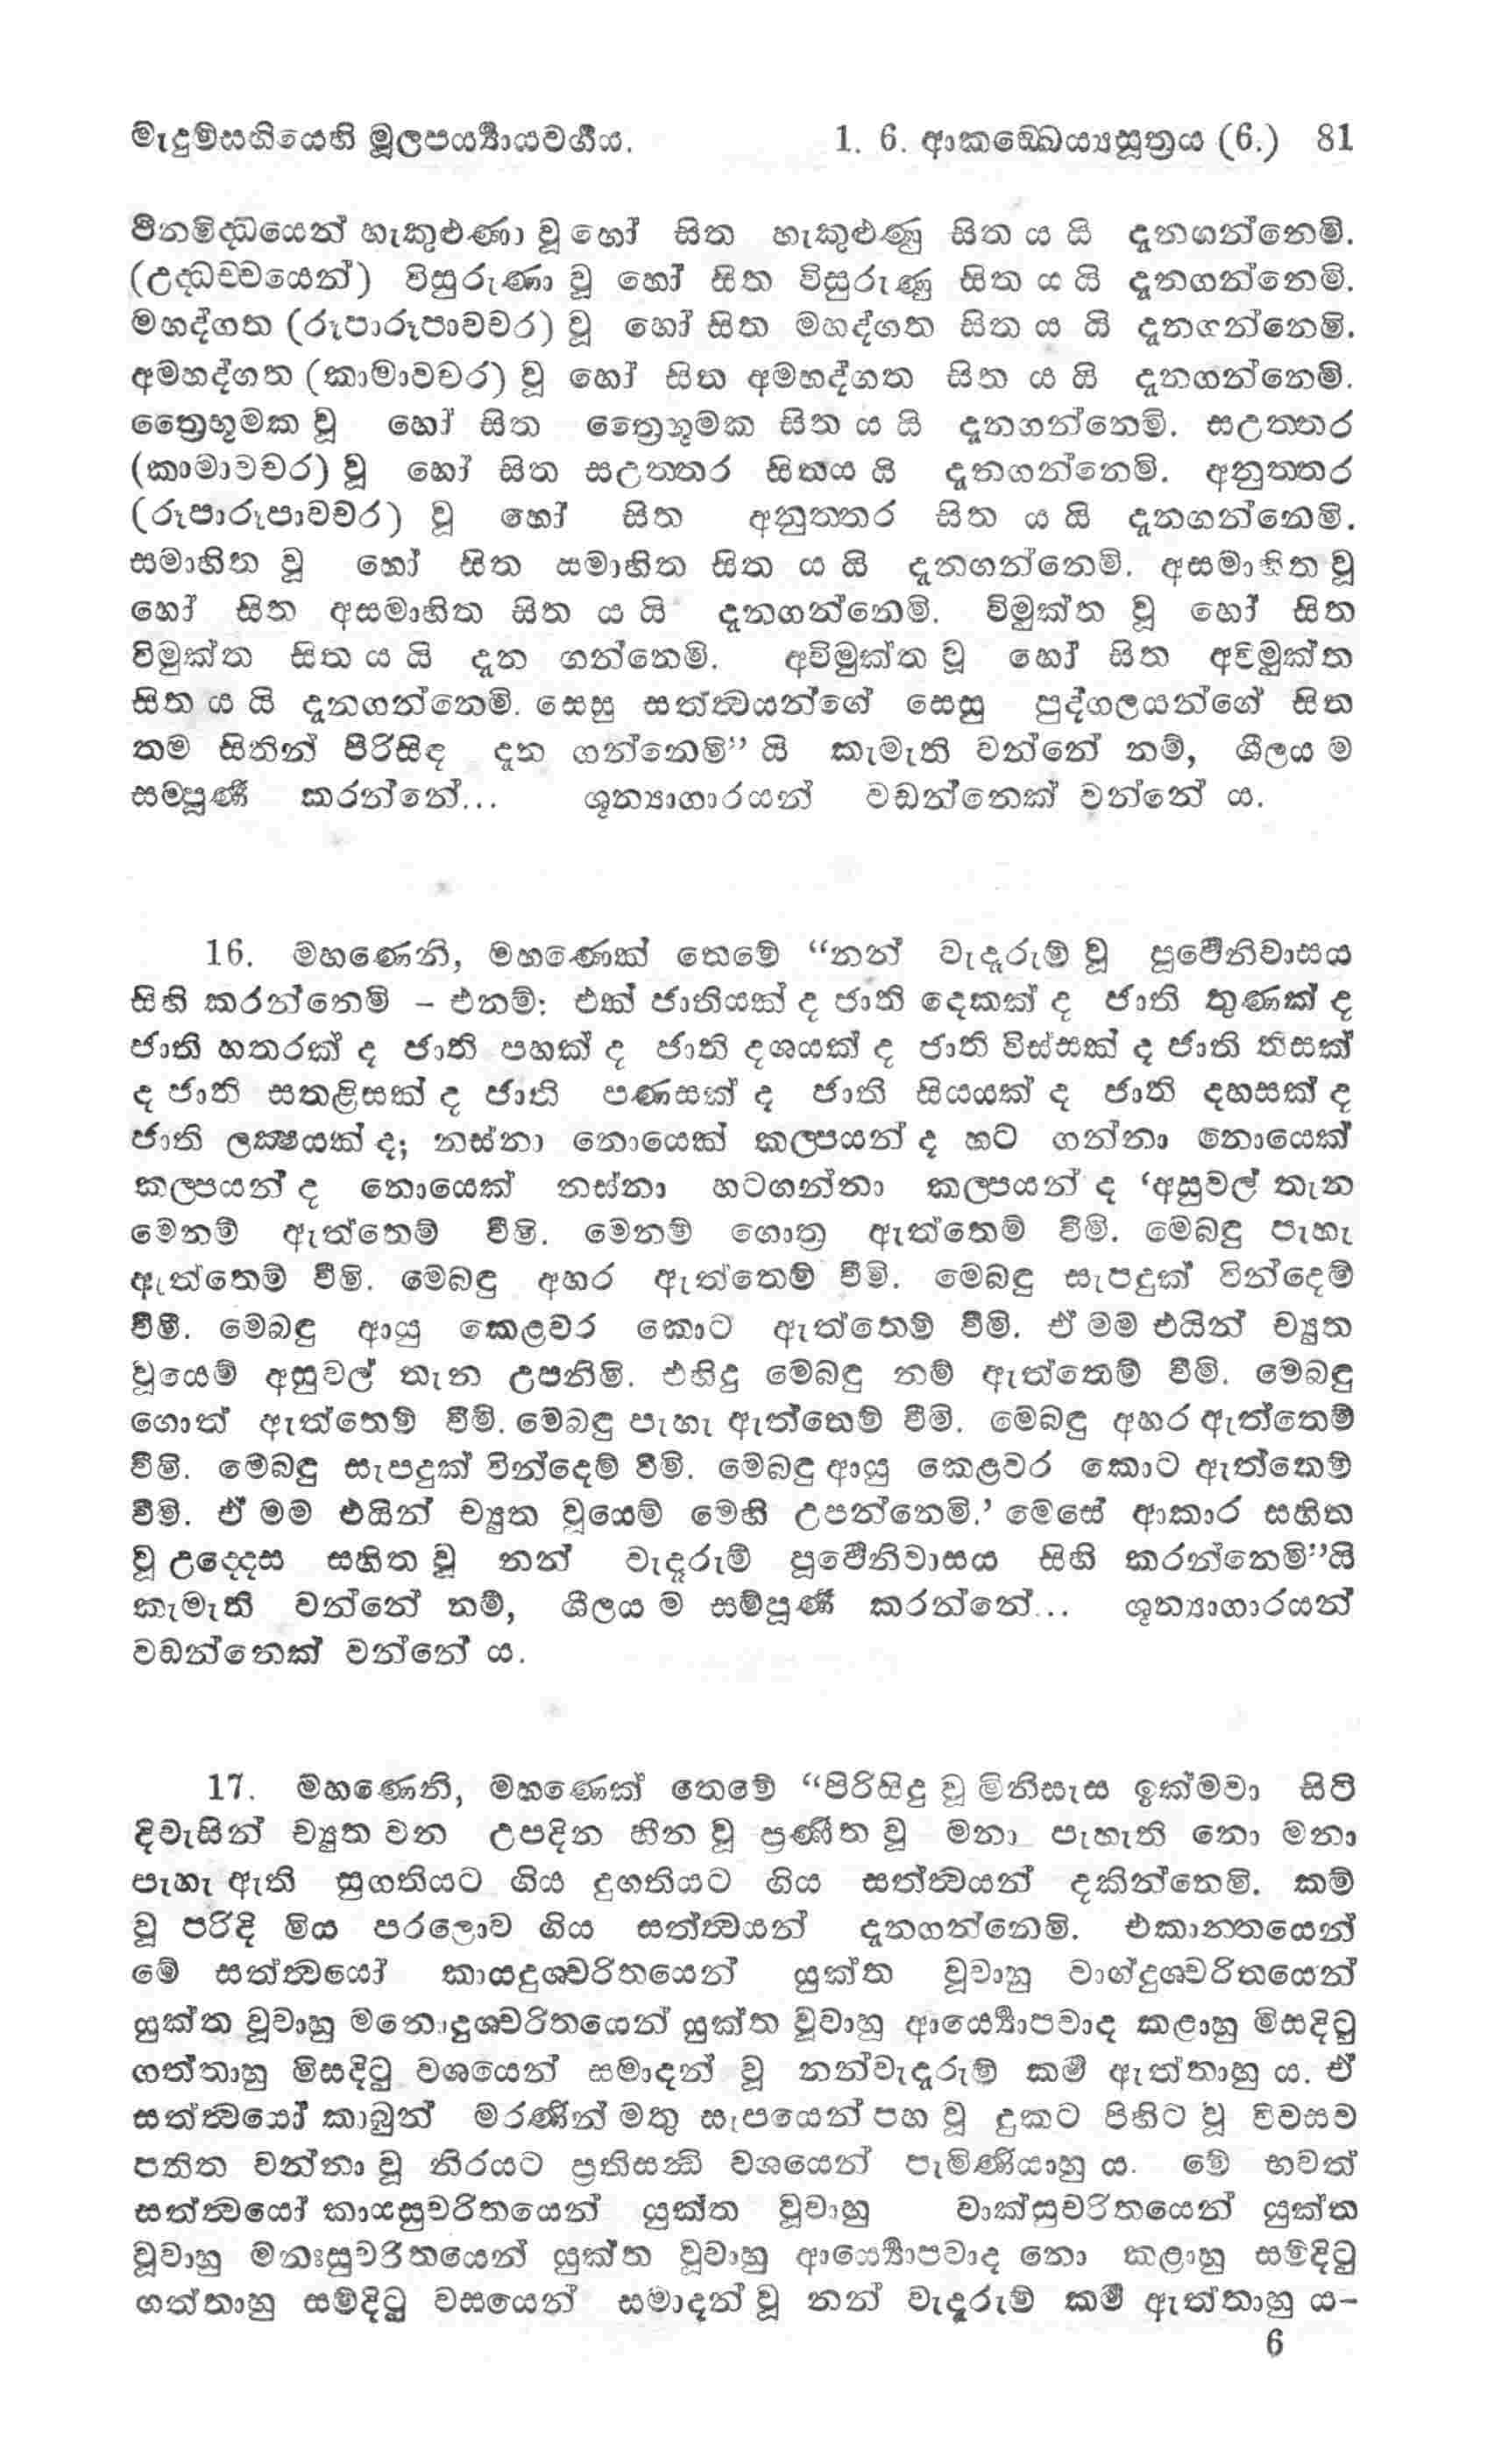 මැදුම්සඟියෙහි මූලපර්‍ය්‍යායවර්‍ගය. 1. 6. ආකඞ්ඛෙය්‍යසූත්‍රය (6.) 81
ථීනමිද්ධයෙන් හැකුළුණා වූ හෝ සිත හැකුළුණු සිත ය යි දැනගන්නෙමි.
(උද්ධච්චයෙන්) විසුරුණා වූ හෝ සිත විසුරුණු සිත ය යි දැනගන්නෙමි.
මහද්ගත (රූපාරූපාවචර) වූ හෝ සිත මහද්ගත සිත ය යි දැනගන්නෙමි.
අමහද්ගත (කාමාවචර) වූ හෝ සිත අමහද්ගත සිත ය යි දැනගන්නෙමි.
ත්‍රෛභූමක වූ හෝ සිත ත්‍රෛභූමක සිත ය යි දැනගන්නෙමි. සඋත්තර
(කාමාවචර) වූ හෝ සිත සඋත්තර සිතය යි දැනගන්නෙමි. අනුත්තර
(රූපාරූපාවචර) වූ හෝ සිත අනුත්තර සිත ය යි දැනගන්නෙමි.
සමාහිත වූ හෝ සිත සමාහිත සිත ය යි දැනගන්නෙමි. අසමාහිත වූ
හෝ සිත අසමාහිත සිත ය යි දැනගන්නෙමි. විමුක්ත වූ හෝ සිත
විමුක්ත සිත ය යි දැන ගන්නෙමි. අවිමුක්ත වූ හෝ සිත අවිමුක්ත
සිත ය යි දැනගන්නෙමි. සෙසු සත්ත්‍වයන්ගේ සෙසු පුද්ගලයන්ගේ සිත
තම සිතින් පිරිසිඳ දැන ගන්නෙමි” යි කැමැති වන්නේ නම්, ශීලය ම
සම්පූර්‍ණ කරන්නේ... ශූන්‍යාගාරයන් වඩන්නෙක් වන්නේ ය.
16. මහණෙනි, මහණෙක් තෙමේ “නන් වැදෑරුම් වූ පූර්‍වෙනිවාසය
සිහි කරන්නෙමි – එනම්: එක් ජාතියක් ද ජාති දෙකක් ද ජාති තුණක් ද
ජාති හතරක් ද ජාති පහක් ද ජාති දශයක් ද ජාති විස්සක් ද ජාති තිසක්
ද ජාති සතළිසක් ද ජාති පණසක් ද ජාති සියයක් ද ජාති දහසක් ද
ජාති ලක්‍ෂයක් ද; නස්නා නොයෙක් කල්පයන් ද හට ගන්නා නොයෙක්
කල්පයන් ද නොයෙක් නස්නා හටගන්නා කල්පයන් ද ‘අසුවල් තැන
මෙනම් ඇත්තෙම් වීමි. මෙනම් ගොත්‍ර ඇත්තෙම් වීමි. මෙබඳු පැහැ
ඇත්තෙම් වීමි. මෙබඳු අහර ඇත්තෙම් වීමි. මෙබඳු සැපදුක් වින්දෙම්
වීමි. මෙබඳු ආයු කෙළවර කොට ඇත්තෙම් වීමි. ඒ මම එයින් ච්‍යුත
වූයෙම් අසුවල් තැන උපනිමි. එහිදු මෙබඳු නම් ඇත්තෙම් වීමි. මෙබඳු
ගොත් ඇත්තෙම් වීමි. මෙබඳු පැහැ ඇත්තෙම් වීමි. මෙබඳු අහර ඇත්තෙම්
වීමි. මෙබඳු සැපදුක් වින්දෙම් වීමි. මෙබඳු ආයු කෙළවර කොට ඇත්තෙම්
වීමි. ඒ මම එයින් ච්‍යුත වූයෙම් මෙහි උපන්නෙමි.’ මෙසේ ආකාර සහිත
වූ උද්දෙස සහිත වූ නන් වැදෑරුම් පූර්‍වෙනිවාසය සිහි කරන්නෙමි”යි
කැමැති වන්නේ නම්, ශීලය ම සම්පූර්‍ණ කරන්නේ... ශූන්‍යාගාරයන්
වඩන්නෙක් වන්නේ ය.
17. මහණෙනි, මහණෙක් තෙමේ “පිරිසිදු වූ මිනිසැස ඉක්මවා සිටි
දිවැසින් ච්‍යුත වන උපදින හීන වූ ප්‍රණීත වූ මනා පැහැති නො මනා
පැහැ ඇති සුගතියට ගිය දුගතියට ගිය සත්ත්‍වයන් දකින්නෙමි. කම්
වූ පරිදි මිය පරලොව ගිය සත්ත්‍වයන් දැනගන්නෙමි. එකාන්තයෙන්
මේ සත්ත්‍වයෝ කායදුශ්චරිතයෙන් යුක්ත වූවාහු වාග්දුශ්චරිතයෙන්
යුක්ත වූවාහු මනොදුශ්චරිතයෙන් යුක්ත වූවාහු ආර්‍ය්‍යොපවාද කළාහු මිසදිටු
ගත්තාහු මිසදිටු වශයෙන් සමාදන් වූ නන්වැදෑරුම් කර්‍ම ඇත්තාහු ය. ඒ
සත්ත්‍වයෝ කාබුන් මරණින් මතු සැපයෙන් පහ වූ දුකට පිහිට වූ විවසව
පතිත වන්නා වූ නිරයට ප්‍රතිසන්‍ධි වශයෙන් පැමිණියාහු ය. මේ භවත්
සත්ත්‍වයෝ කායසුචරිතයෙන් යුක්ත වූවාහු වාක්සුචරිතයෙන් යුක්ත
වූවාහු මනඃසුචරිතයෙන් යුක්ත වූවාහු ආර්‍ය්‍යොපවාද නො කළාහු සම්දිටු
ගත්තාහු සම්දිටු වසයෙන් සමාදන් වූ නන් වැදෑරුම් කර්‍ම ඇත්තාහු ය–
6